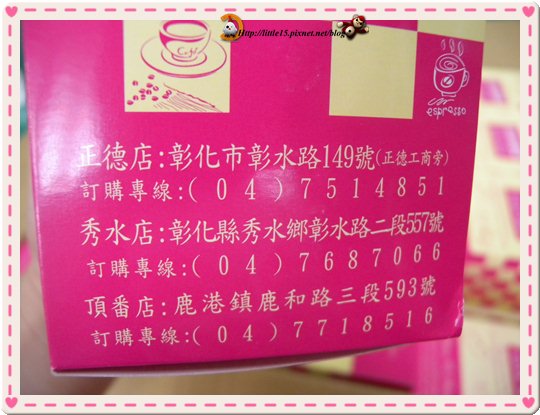 Http://little15.pixnet.net/blog
Caf
espresso
正德店:彰化市彰水路149號(正德工商旁)
訂購專線:(04)7514851
秀水店:彰化縣秀水鄉彰水路二段557號
訂購專線:(04)7687066
頂番店:鹿港鎮鹿和路三段593號
訂購專線:(04)7718516